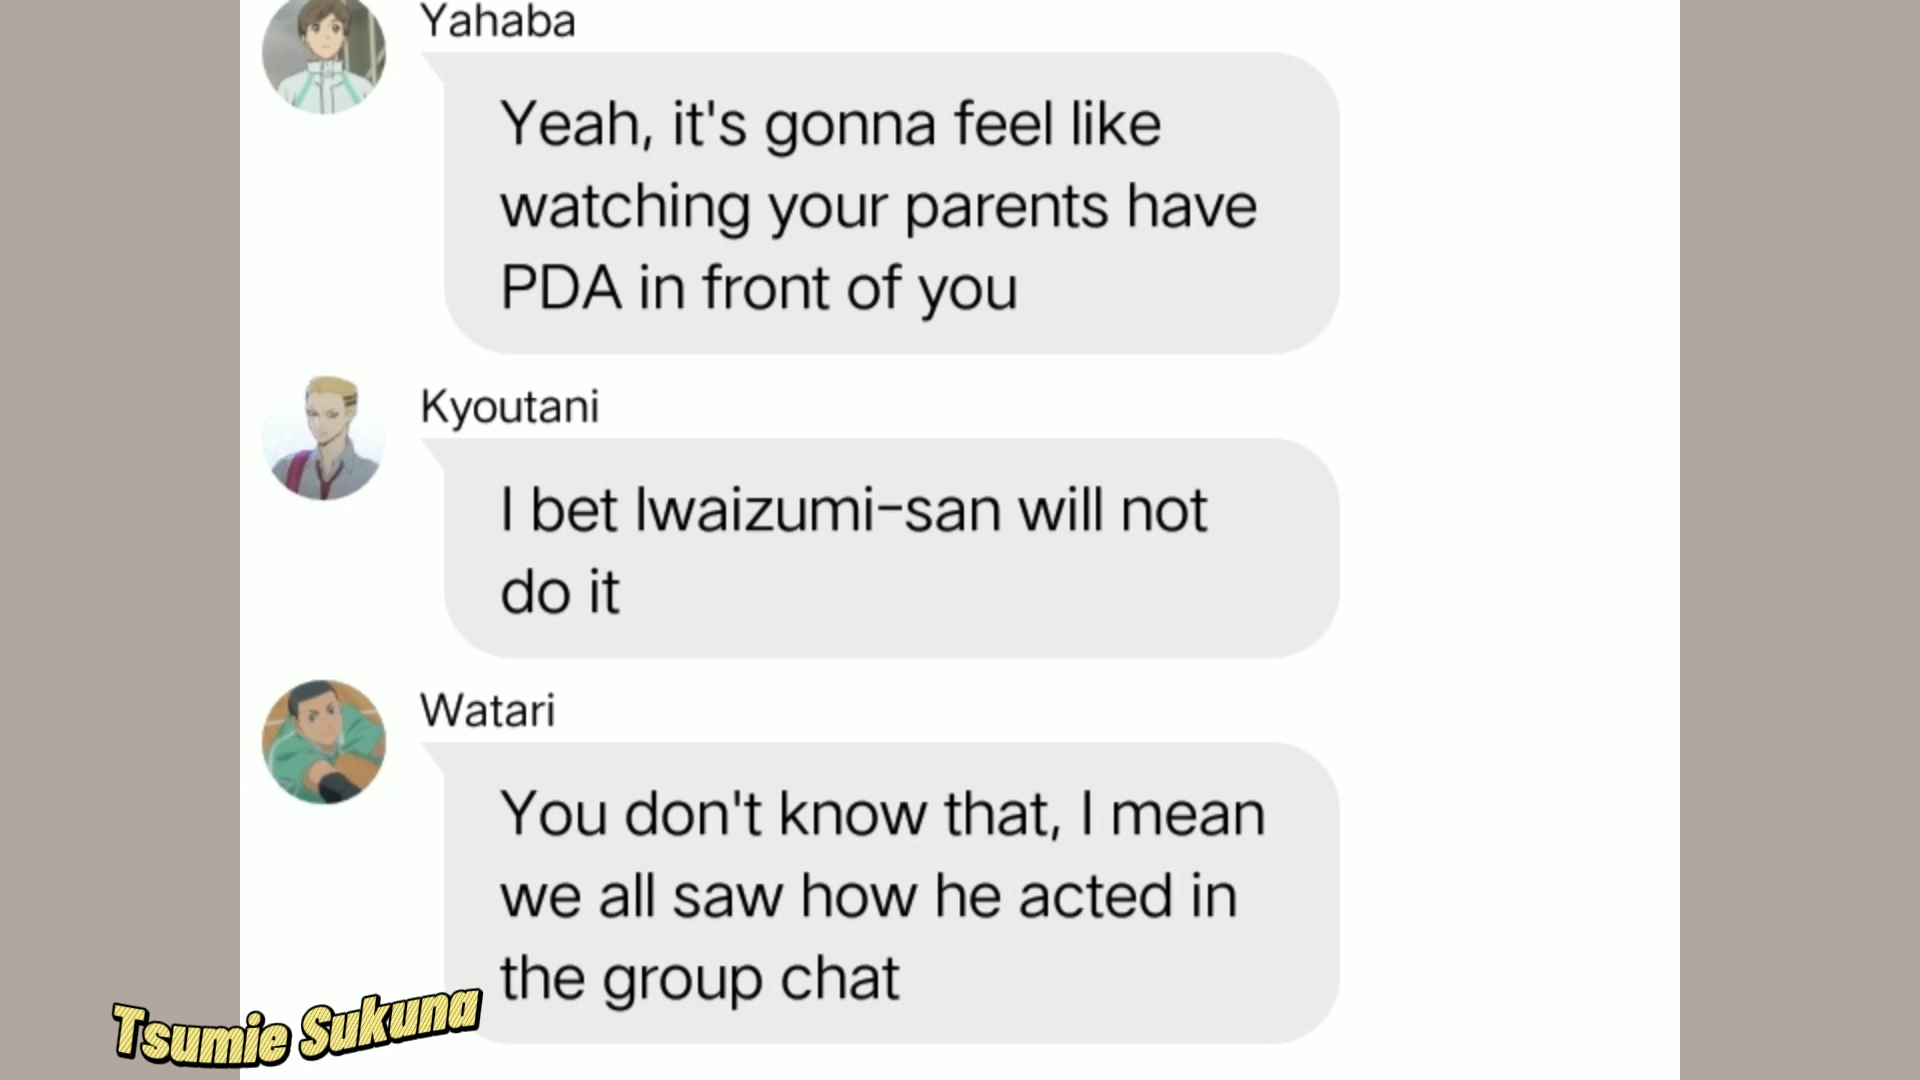 Yahaba
Yeah, it's gonna feel like
watching your parents have
PDA in front of you
Kyoutani
I bet Iwaizumi-san will not
do it
Watari
You don't know that, I mean
we all saw how he acted in
the group chat
Tsumie Sukuna